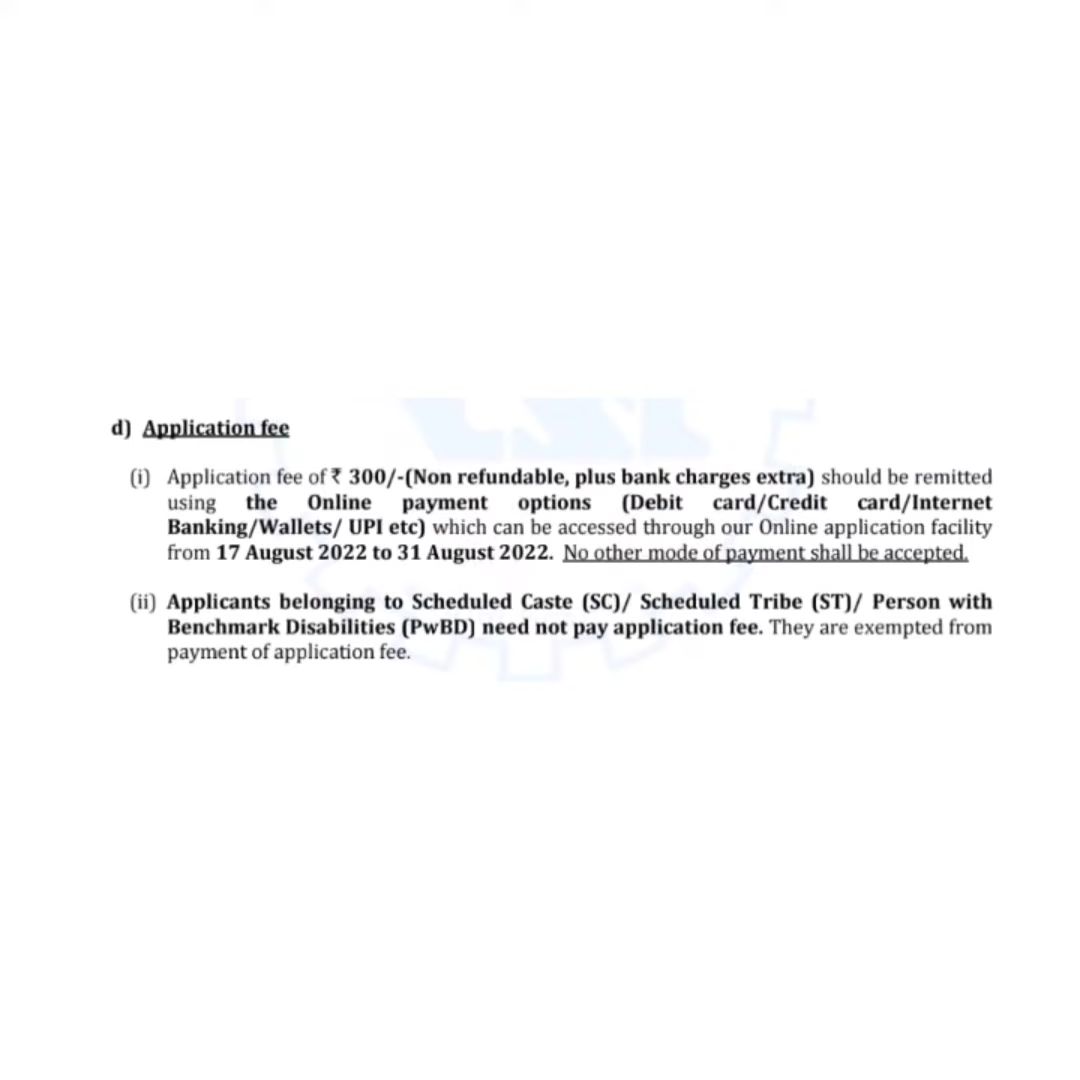 d) Application fee
(i) Application fee of ₹ 300/-(Non refundable, plus bank charges extra) should be remitted
using the Online payment options (Debit card/Credit card/Internet
Banking/Wallets/ UPI etc) which can be accessed through our Online application facility
from 17 August 2022 to 31 August 2022. No other mode of payment shall be accepted.
(ii) Applicants belonging to Scheduled Caste (SC)/ Scheduled Tribe (ST)/ Person with
Benchmark Disabilities (PwBD) need not pay application fee. They are exempted from
payment of application fee.